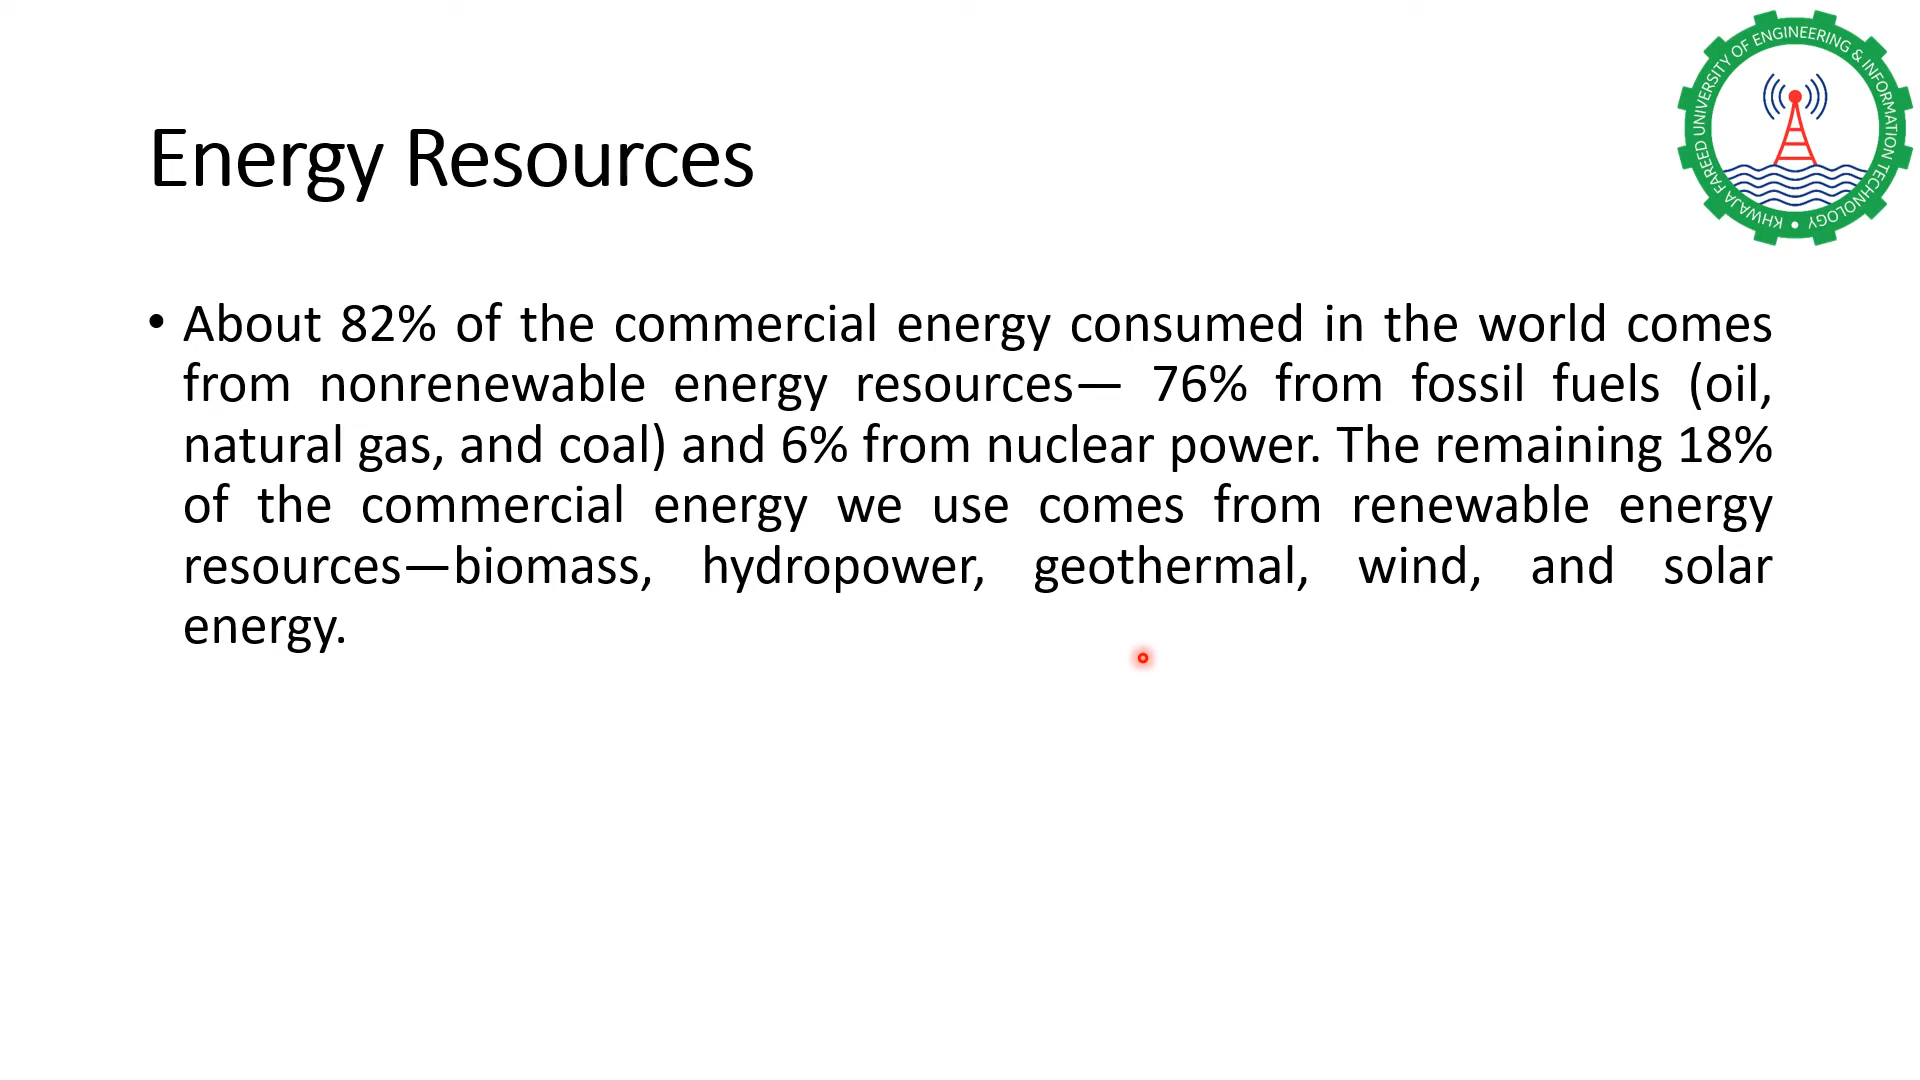 KHWAJA FAREED UNIVERSITY OF ENGINEERING & INFORMATION TECHNOLOGY
Energy Resources
• About 82% of the commercial energy consumed in the world comes
from nonrenewable energy resources— 76% from fossil fuels (oil,
natural gas, and coal) and 6% from nuclear power. The remaining 18%
of the commercial energy we use comes from renewable energy
resources—biomass, hydropower, geothermal, wind, and solar
energy.